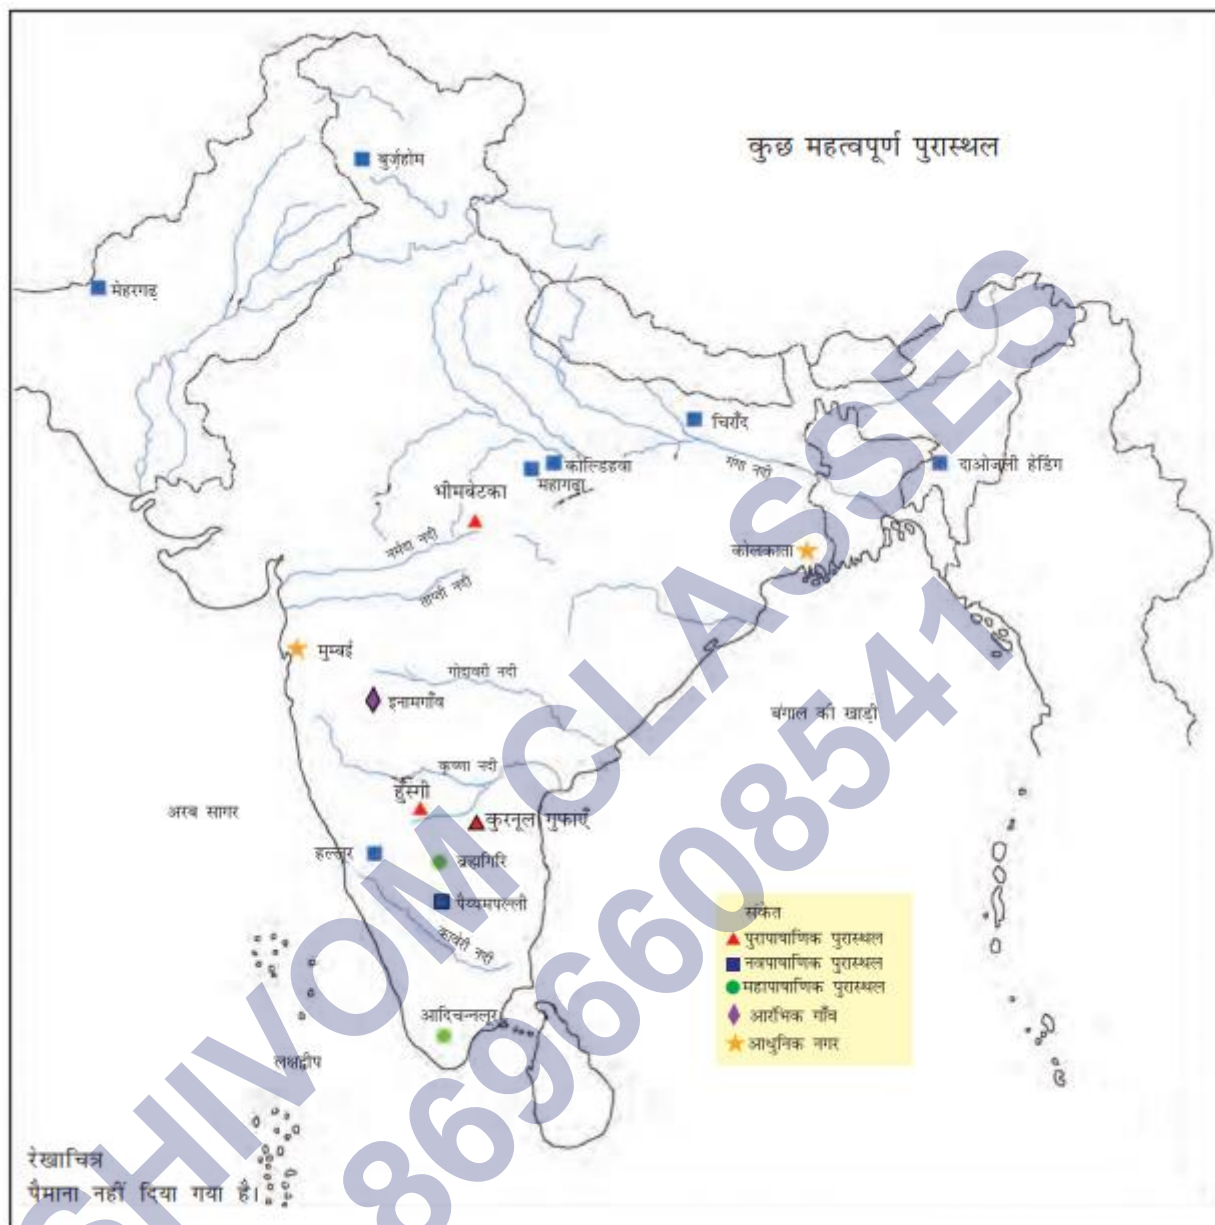 कुछ महत्वपूर्ण पुरास्थल
बुर्ज़होम
मेहरगढ़
चिराँद
कोल्डिहवा
महागढ़ा
गंगा नदी
दाओजली हेडिंग
भीमबेटका
नर्मदा नदी
कोलकाता
ताप्ती नदी
मुम्बई
गोदावरी नदी
इनामगाँव
बंगाल की खाड़ी
कृष्णा नदी
हुँस्गी
अरब सागर
कुरनूल गुफाएँ
हल्लूर
ब्रह्मगिरि
पैय्यमपल्ली
कावेरी नदी
संकेत
पुरापाषाणिक पुरास्थल
नवपाषाणिक पुरास्थल
महापाषाणिक पुरास्थल
आरंभिक गाँव
आधुनिक नगर
आदिचन्नलूर
लक्षद्वीप
रेखाचित्र
पैमाना नहीं दिया गया है।
SHIVOM CLASSES
8696608541